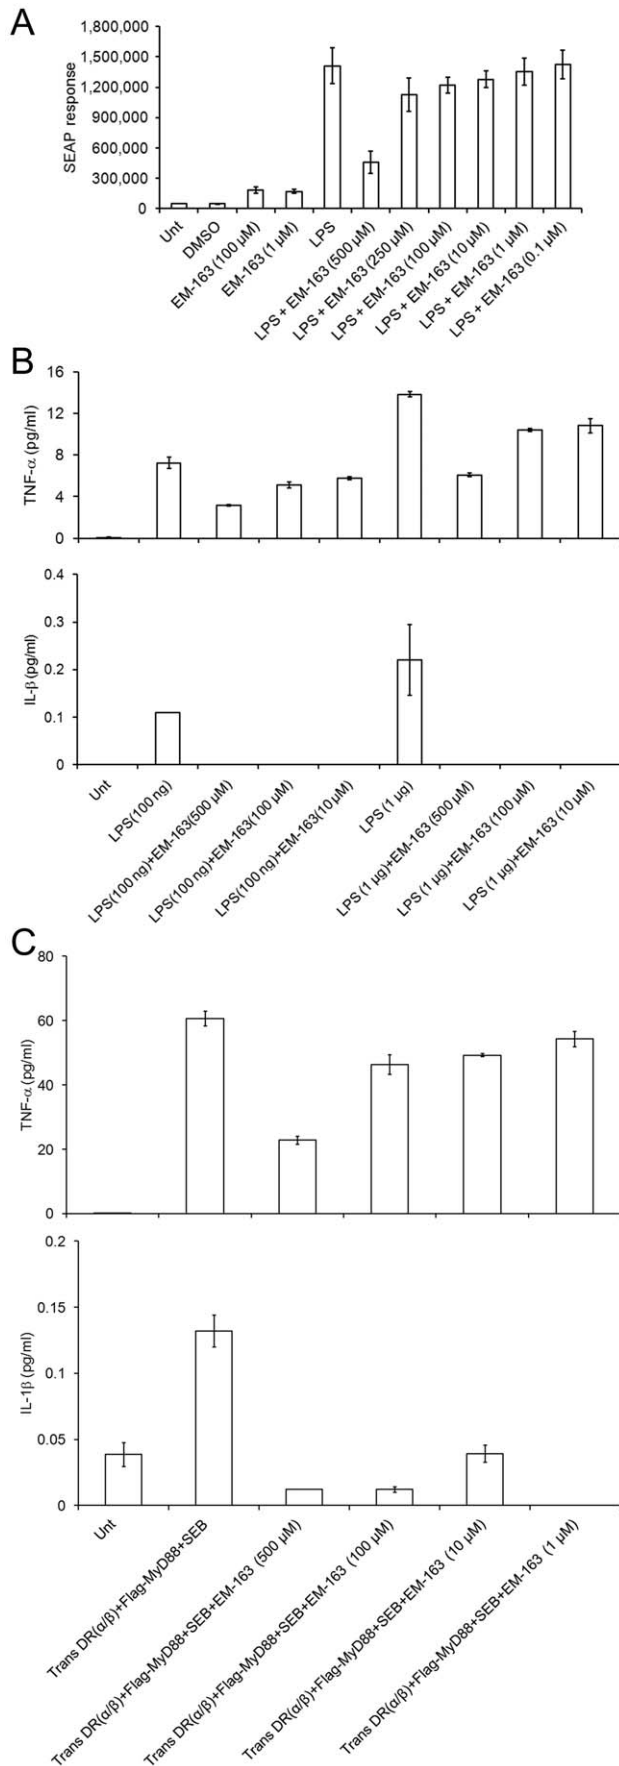 A
SEAP response
1,800,000
1,500,000
1,200,000
900,000
600,000
300,000
0
Unt
DMSO
EM-163 (100 μM)
EM-163 (1 μM)
LPS
LPS + EM-163 (500 μM)
LPS + EM-163 (250 μM)
LPS + EM-163 (100 μM)
LPS + EM-163 (10 μM)
LPS + EM-163 (1 μM)
LPS + EM-163 (0.1 μM)
B
TNF-α (pg/ml)
16
12
8
4
0
IL-β (pg/ml)
0.4
0.3
0.2
0.1
0
Unt
LPS(100 ng)
LPS(100 ng)+EM-163(500 μM)
LPS(100 ng)+EM-163(100 μM)
LPS(100 ng)+EM-163(10 μM)
LPS (1 μg)
LPS (1 μg)+EM-163 (500 μM)
LPS (1 μg)+EM-163 (100 μM)
LPS (1 μg)+EM-163 (10 μM)
C
TNF-α (pg/ml)
80
60
40
20
0
IL-1β (pg/ml)
0.2
0.15
0.1
0.05
0
Unt
Trans DR(α/β)+Flag-MyD88+SEB
Trans DR(α/β)+Flag-MyD88+SEB+EM-163 (500 μM)
Trans DR(α/β)+Flag-MyD88+SEB+EM-163 (100 μM)
Trans DR(α/β)+Flag-MyD88+SEB+EM-163 (10 μM)
Trans DR(α/β)+Flag-MyD88+SEB+EM-163 (1 μM)